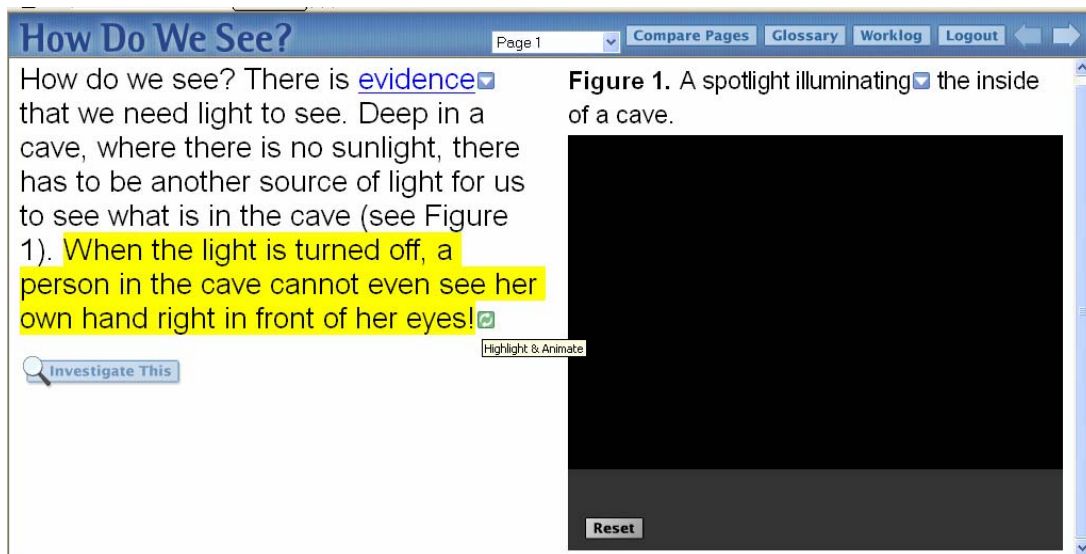 How Do We See?
Page 1
Compare Pages
Glossary
Worklog
Logout
How do we see? There is evidence
that we need light to see. Deep in a
cave, where there is no sunlight, there
has to be another source of light for us
to see what is in the cave (see Figure
1). When the light is turned off, a
person in the cave cannot even see her
own hand right in front of her eyes!
Highlight & Animate
Investigate This
Figure 1. A spotlight illuminating the inside
of a cave.
Reset